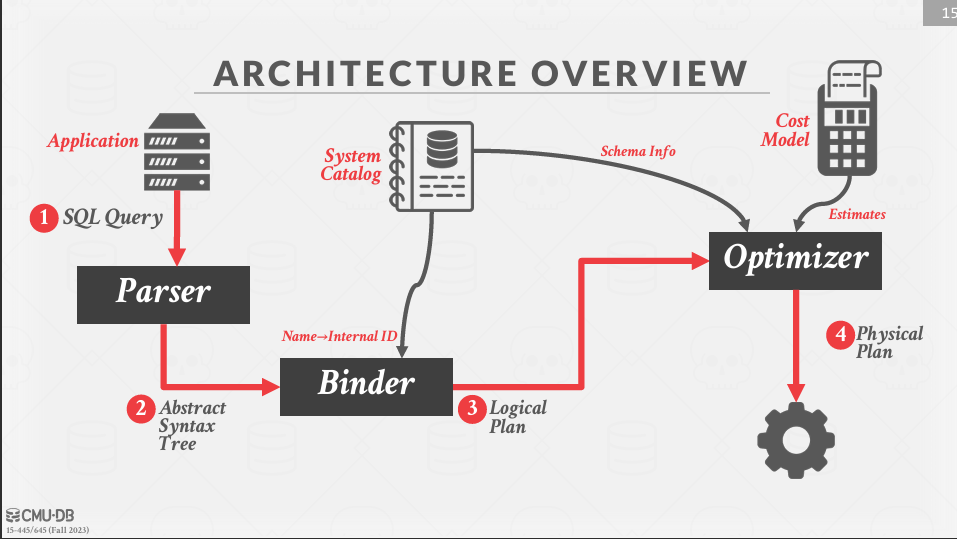 15
ARCHITECTURE OVERVIEW
Application
System
Catalog
Schema Info
Cost
Model
Estimates
1 SQL Query
Parser
Optimizer
Name→Internal ID
Binder
2 Abstract
Syntax
Tree
3 Logical
Plan
4 Physical
Plan
CMU·DB
15-445/645 (Fall 2023)